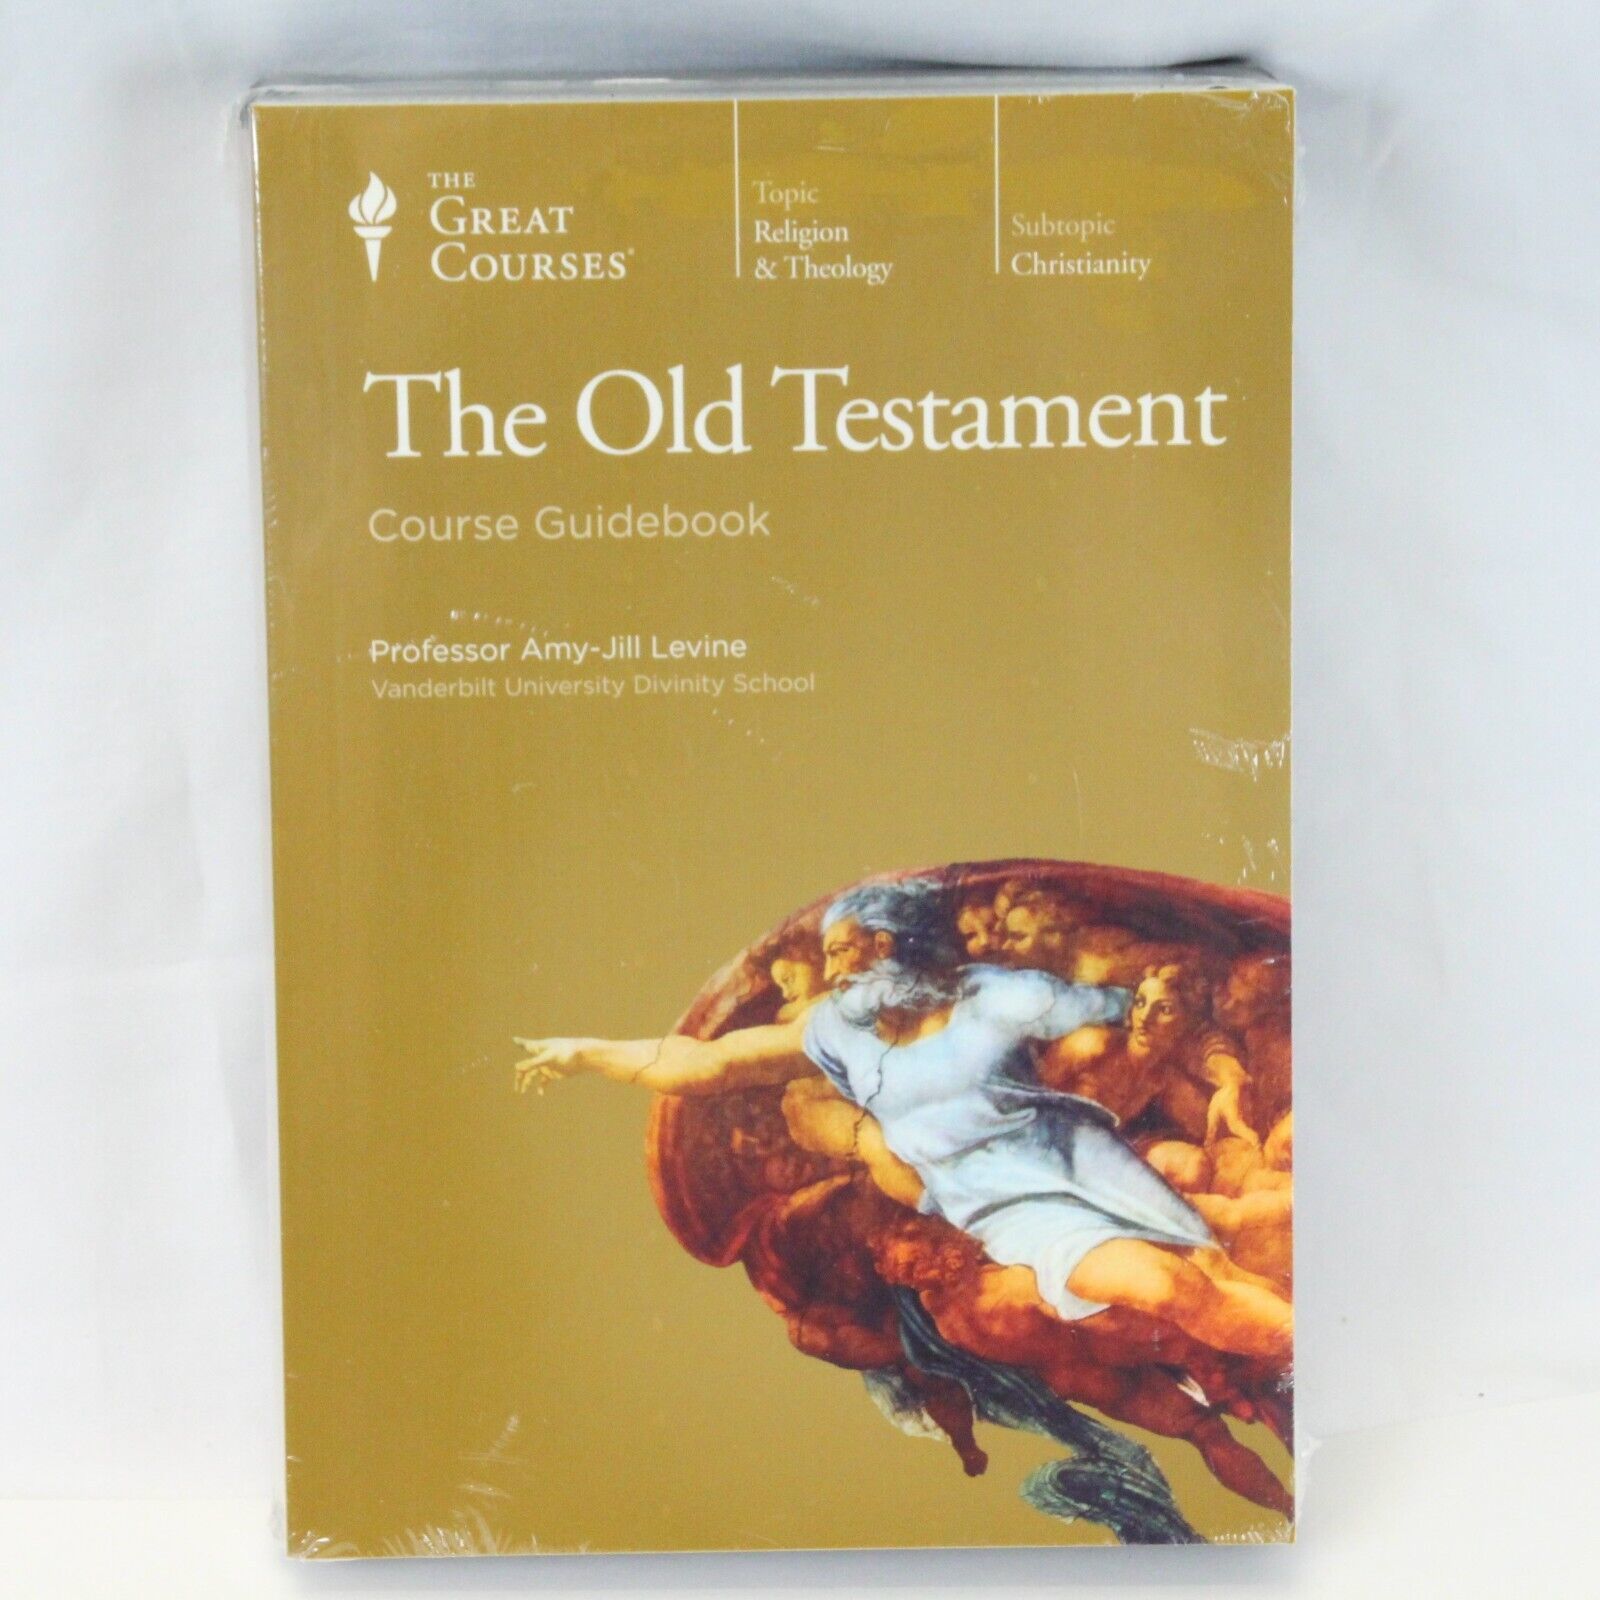 THE
GREAT
COURSES®
Topic
Religion
& Theology
Subtopic
Christianity
The Old Testament
Course Guidebook
Professor Amy-Jill Levine
Vanderbilt University Divinity School